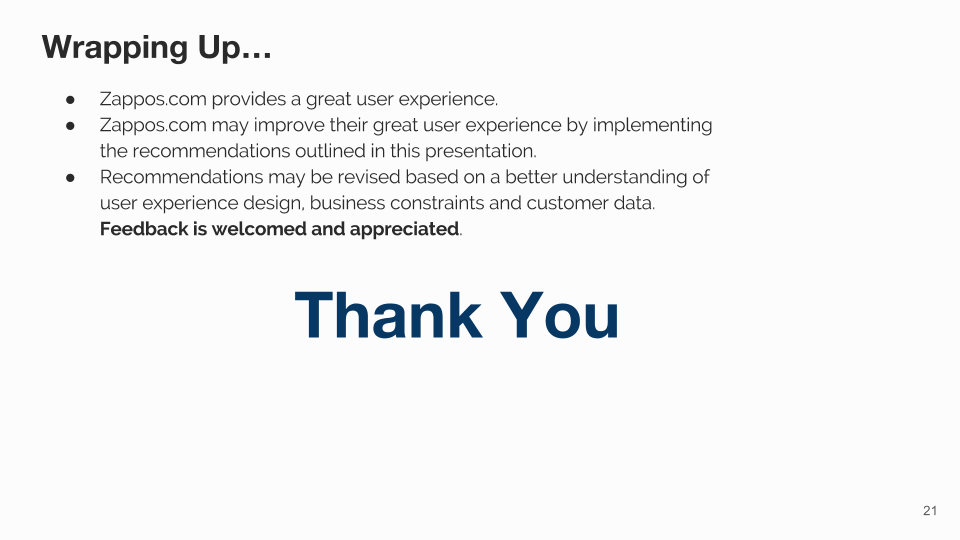 Wrapping Up...
● Zappos.com provides a great user experience.
● Zappos.com may improve their great user experience by implementing
the recommendations outlined in this presentation.
● Recommendations may be revised based on a better understanding of
user experience design, business constraints and customer data.
Feedback is welcomed and appreciated.
Thank You
21